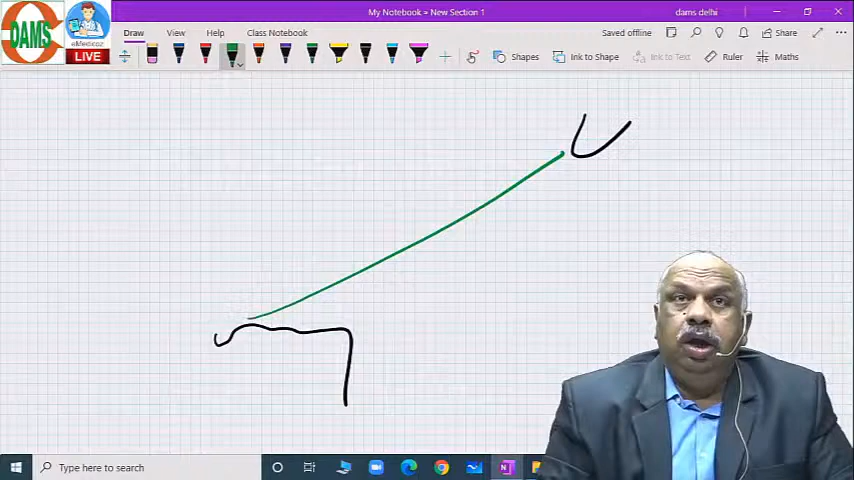 My Notebook » New Section 1
dams delhi
DAMS
eMedicoz
LIVE
Draw View Help Class Notebook
Saved offline
Share
Shapes
Ink to Shape
Ink to Text
Ruler
Maths
Type here to search